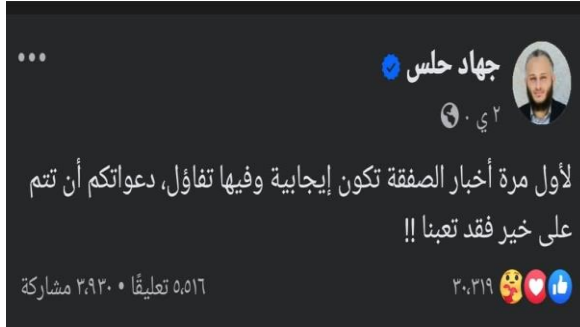 جهاد حلس
٢ ي ·
لأول مرة أخبار الصفقة تكون إيجابية وفيها تفاؤل، دعواتكم أن تتم
على خير فقد تعبنا !!
٣٠،٣١٩ ٥،٥١٦ تعليقًا • ٣،٩٣٠ مشاركة